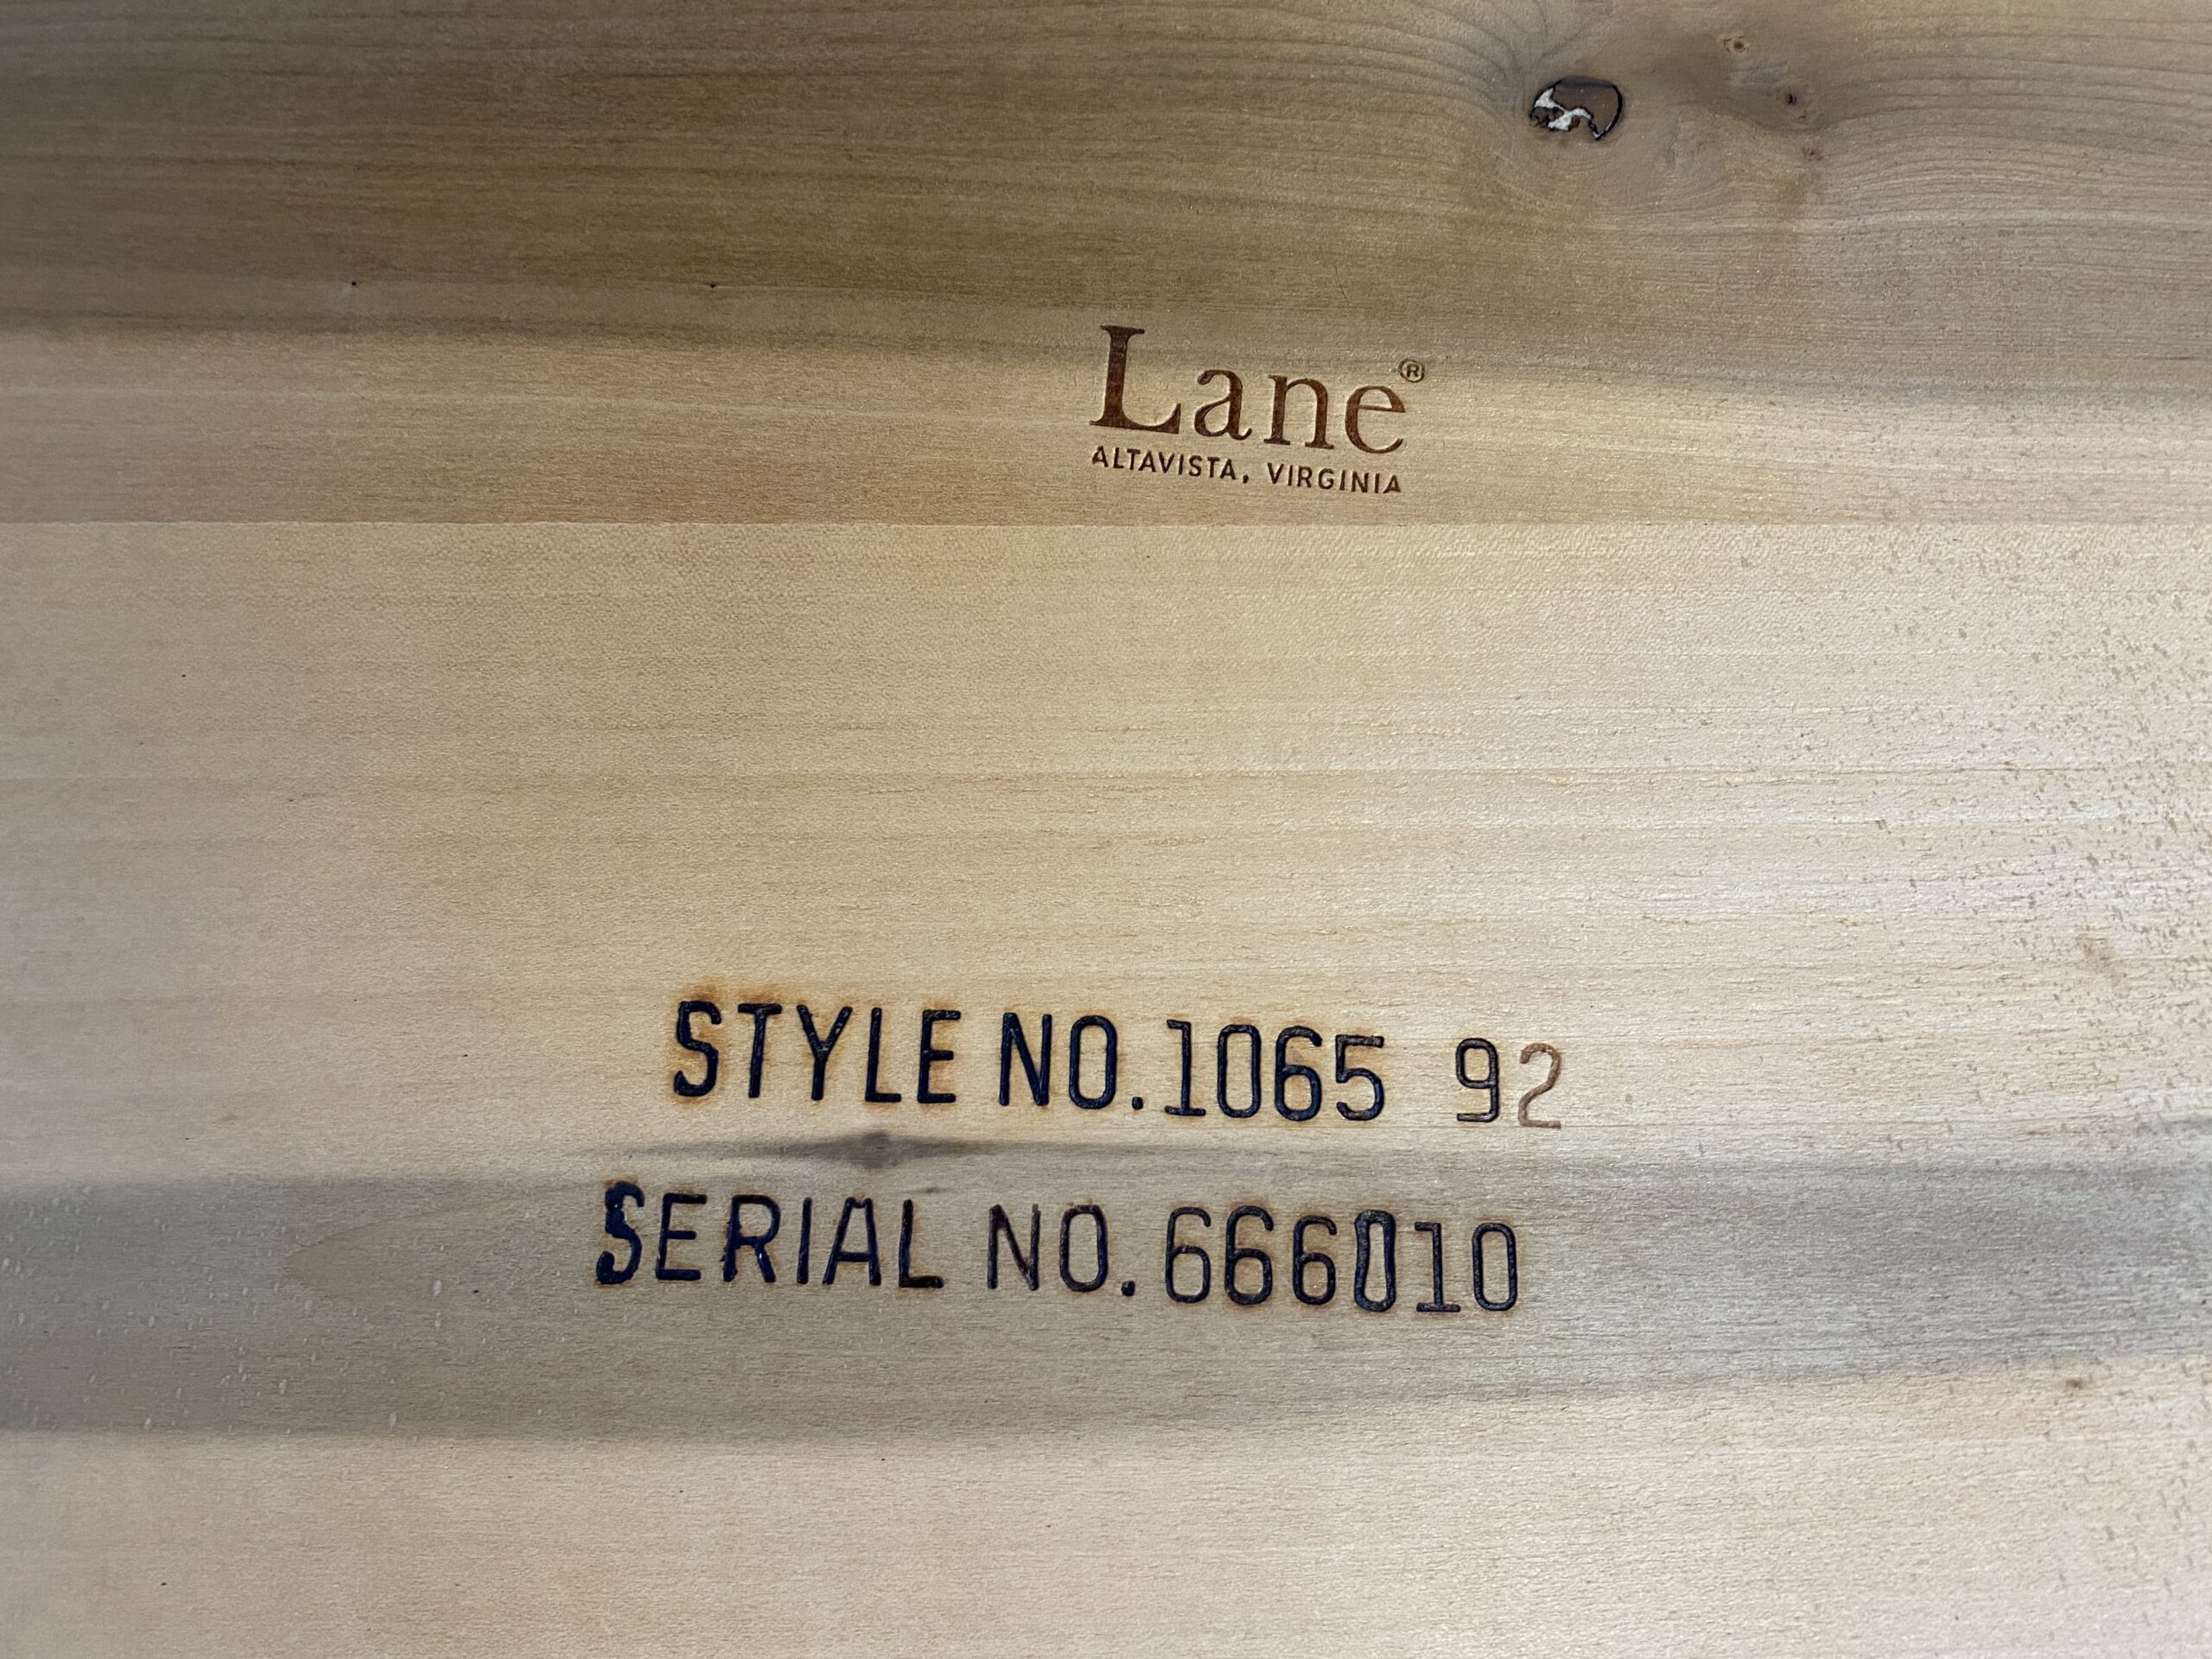 Lane®
ALTAVISTA, VIRGINIA
STYLE NO.1065 92
SERIAL NO.666010